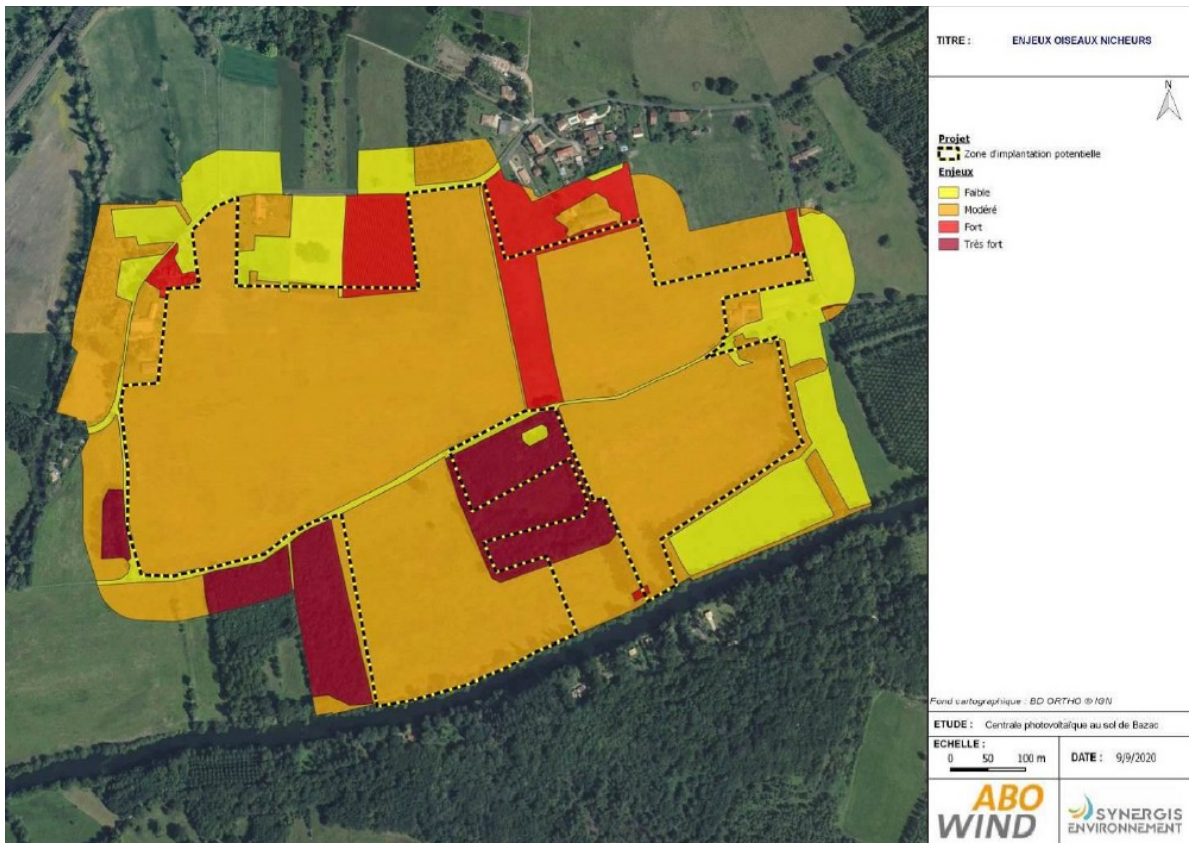 TITRE : ENJEUX OISEAUX NICHEURS
N
Projet
Zone d'implantation potentielle
Enjeux
Faible
Modéré
Fort
Très fort
Fond cartographique : BD ORTHO ® IGN
ETUDE : Centrale photovoltaïque au sol de Bazac
ECHELLE :
0 50 100 m
DATE : 9/9/2020
ABO
WIND
SYNERGIS
ENVIRONNEMENT